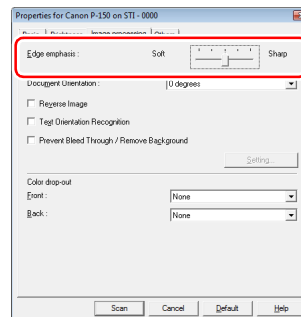 Properties for Canon P-150 on STI - 0000
Basic Brightness Image processing Others
Edge emphasis : Soft Sharp
Document Orientation : 0 degrees
Reverse Image
Text Orientation Recognition
Prevent Bleed Through / Remove Background
Setting...
Color drop-out
Front : None
Back : None
Scan Cancel Default Help